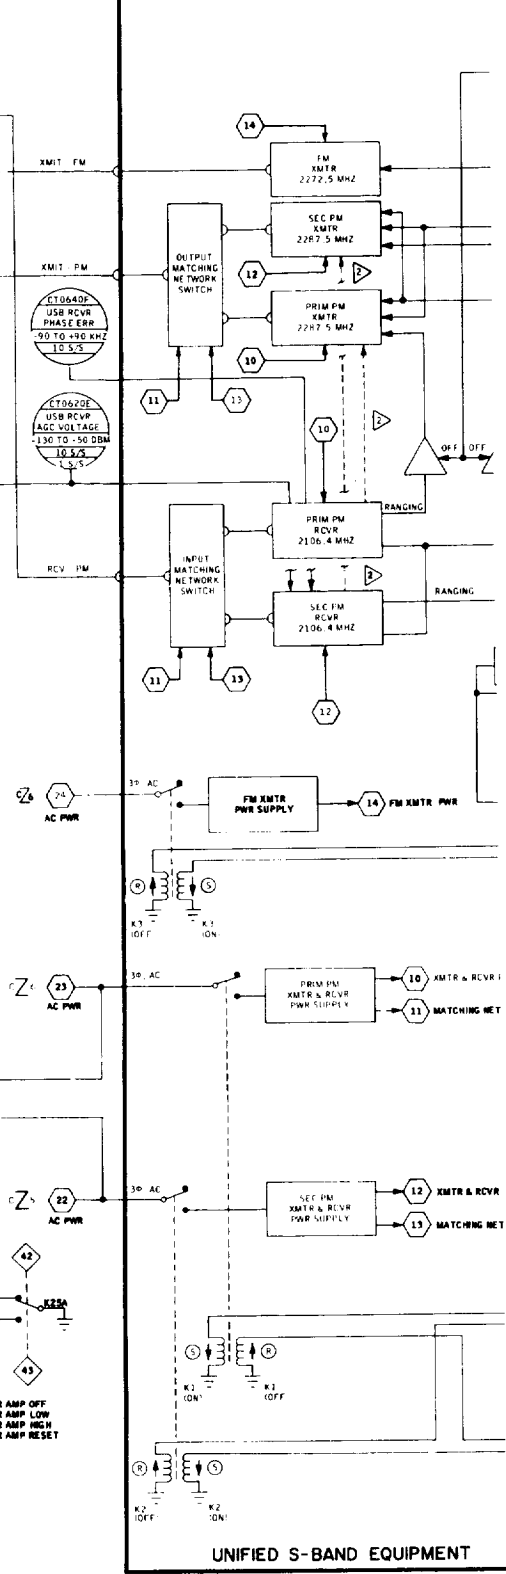 14
XMIT FM
FM
XMTR
2272.5 MHZ
SEC PM
XMTR
2287.5 MHZ
OUTPUT
MATCHING
NETWORK
SWITCH
XMIT PM
12
2
PRIM PM
XMTR
2287.5 MHZ
CT0640F
USB RCVR
PHASE ERR
-90 TO +90 KHZ
10 S/S
10
11
13
CT0620E
USB RCVR
AGC VOLTAGE
-130 TO -50 DBM
10 S/S
1 S/S
10
2
OFF OFF
RANGING
PRIM PM
RCVR
2106.4 MHZ
INPUT
MATCHING
NETWORK
SWITCH
RCV PM
2
RANGING
SEC PM
RCVR
2106.4 MHZ
11
13
12
CZ6
24
AC PWR
3Φ AC
FM XMTR
PWR SUPPLY
14
FM XMTR PWR
R
S
K3
(OFF
K3
(ON)
23
AC PWR
3Φ, AC
PRIM PM
XMTR & RCVR
PWR SUPPLY
10
XMTR & RCVR
11
MATCHING NET
CZ5
22
AC PWR
3Φ AC
SEC PM
XMTR & RCVR
PWR SUPPLY
12
XMTR & RCVR
13
MATCHING NET
42
K25A
43
S
R
K1
(ON)
K1
(OFF
R AMP OFF
R AMP LOW
R AMP HIGH
R AMP RESET
R
S
K2
(OFF)
K2
(ON)
UNIFIED S-BAND EQUIPMENT